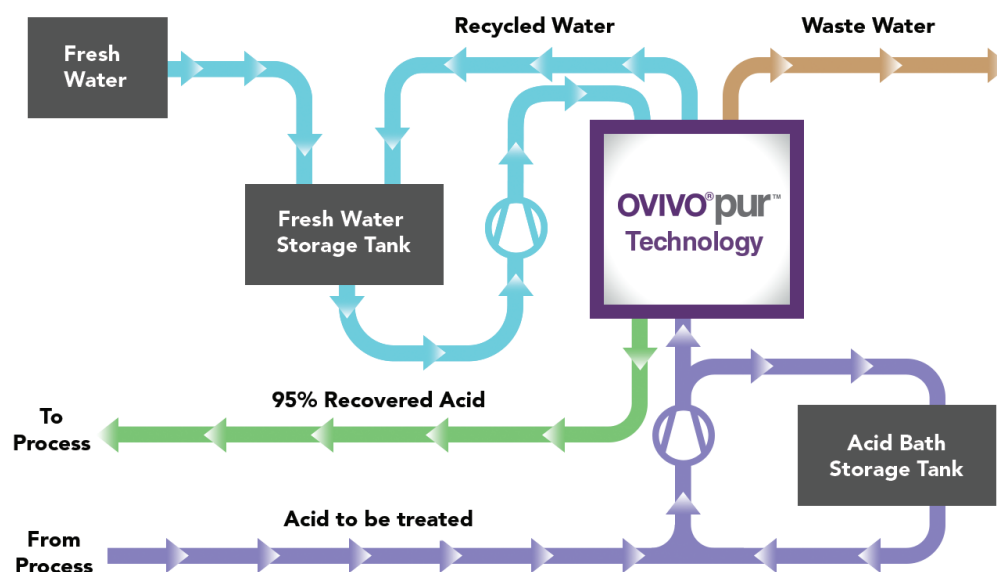 Recycled Water
Waste Water
Fresh
Water
OVIVO®pur™
Technology
Fresh Water
Storage Tank
95% Recovered Acid
To
Process
Acid Bath
Storage Tank
Acid to be treated
From
Process